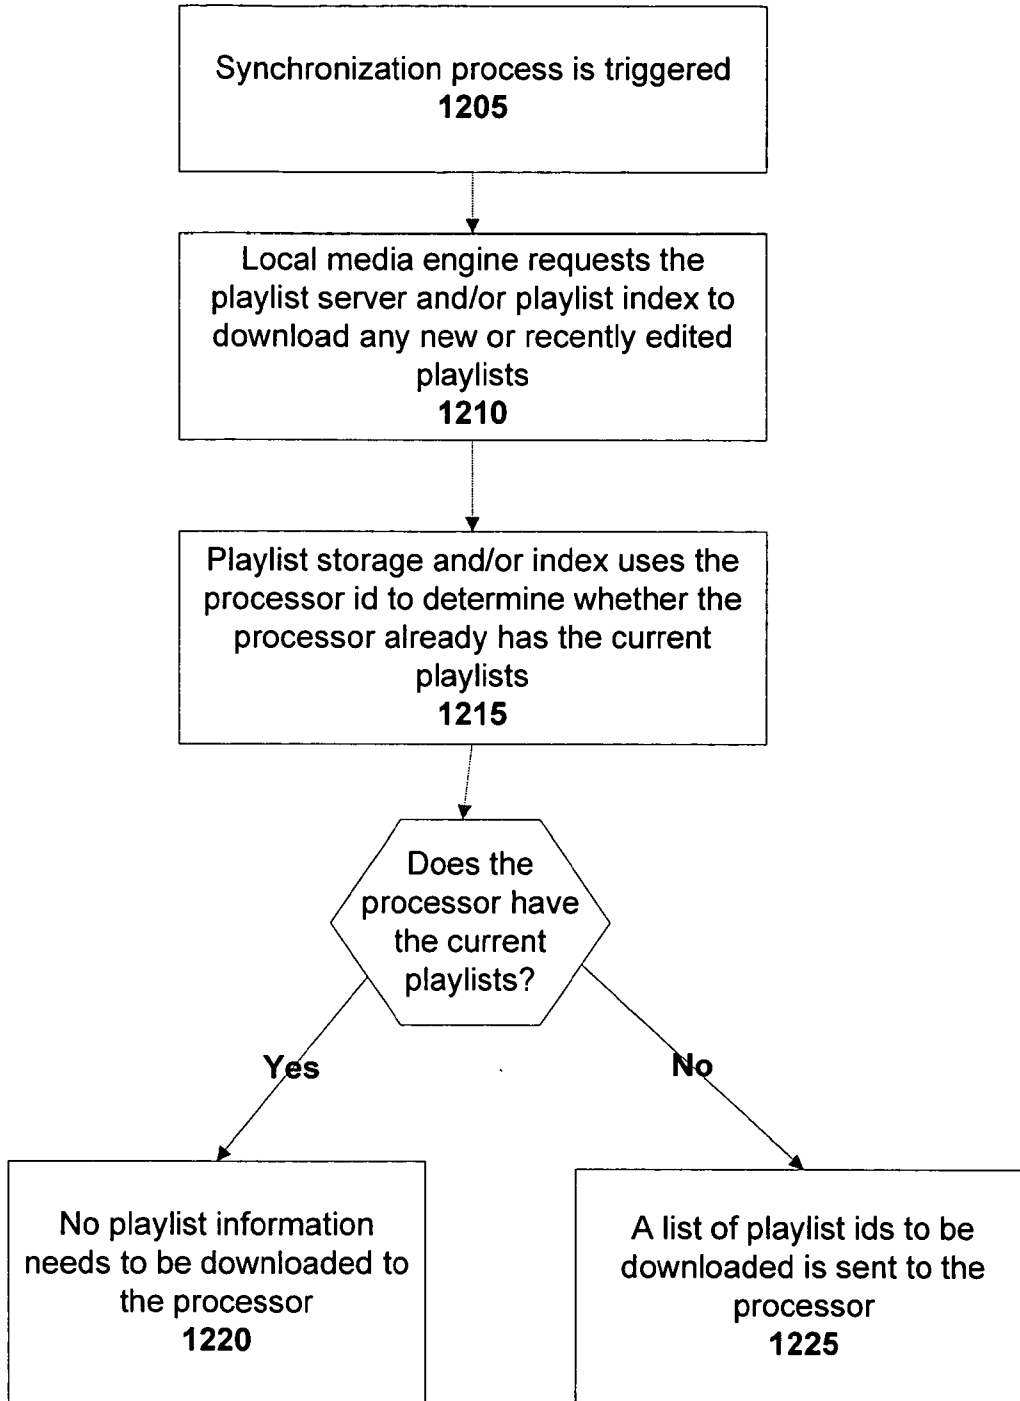 Synchronization process is triggered
1205
Local media engine requests the
playlist server and/or playlist index to
download any new or recently edited
playlists
1210
Playlist storage and/or index uses the
processor id to determine whether the
processor already has the current
playlists
1215
Does the
processor have
the current
playlists?
Yes
No
No playlist information
needs to be downloaded to
the processor
1220
A list of playlist ids to be
downloaded is sent to the
processor
1225